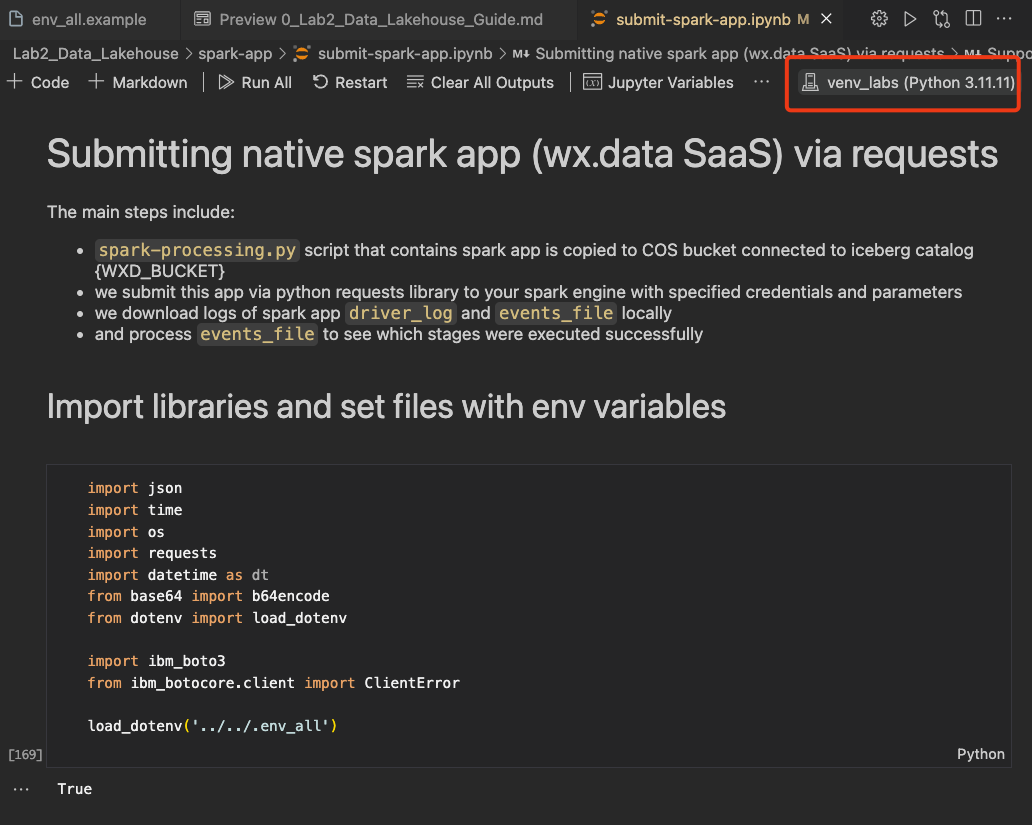 env_all.example
Preview 0_Lab2_Data_Lakehouse_Guide.md
submit-spark-app.ipynb M
Lab2_Data_Lakehouse > spark-app > submit-spark-app.ipynb > M↓ Submitting native spark app (wx.data SaaS) via requests > M↓ Suppo
+ Code + Markdown | Run All Restart Clear All Outputs | Jupyter Variables ··· venv_labs (Python 3.11.11)
Submitting native spark app (wx.data SaaS) via requests
The main steps include:
• spark-processing.py script that contains spark app is copied to COS bucket connected to iceberg catalog
{WXD_BUCKET}
• we submit this app via python requests library to your spark engine with specified credentials and parameters
• we download logs of spark app driver_log and events_file locally
• and process events_file to see which stages were executed successfully
Import libraries and set files with env variables
import json
import time
import os
import requests
import datetime as dt
from base64 import b64encode
from dotenv import load_dotenv
import ibm_boto3
from ibm_botocore.client import ClientError
load_dotenv('../../.env_all')
[169]
Python
··· True